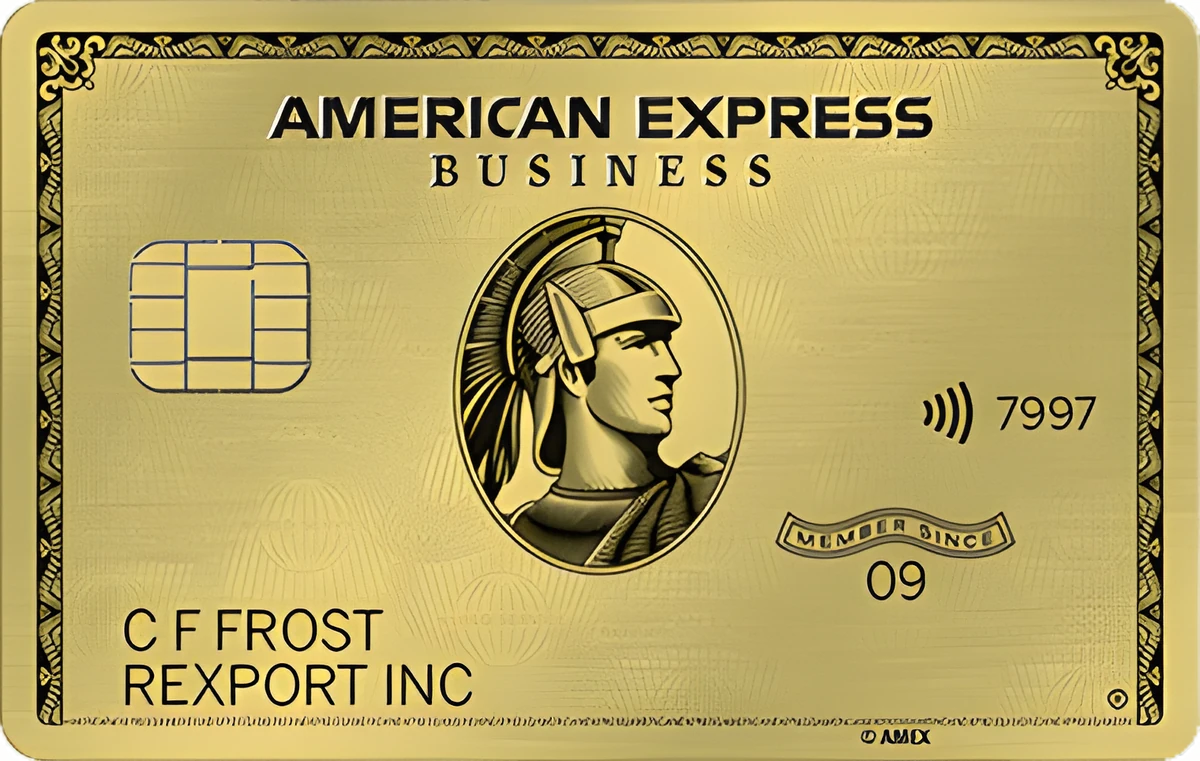 AMERICAN EXPRESS
BUSINESS
7997
MEMBER SINCE
09
C F FROST
REXPORT INC
© AMEX